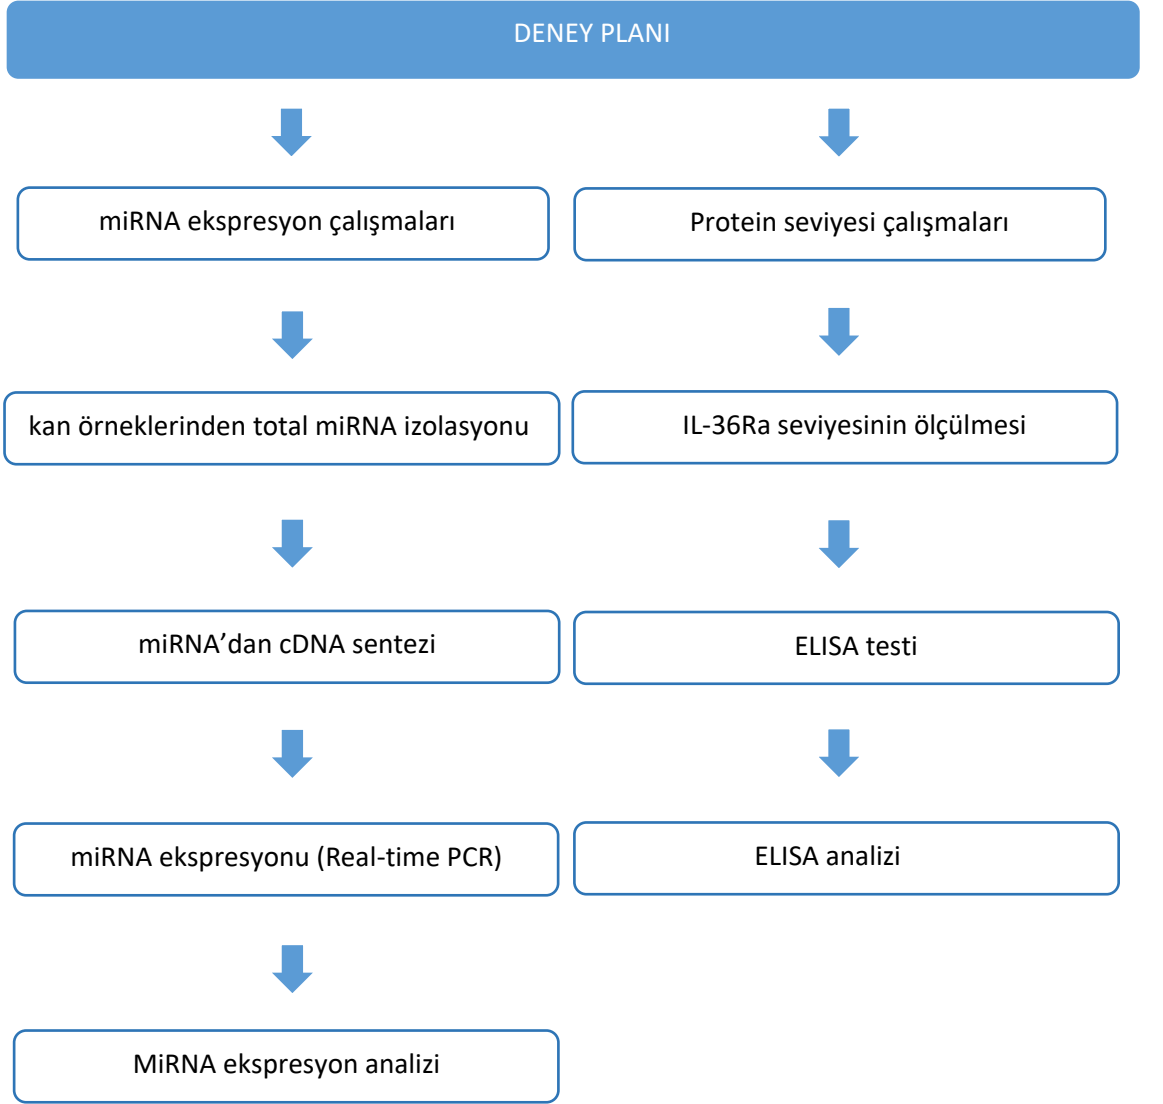 DENEY PLANI
miRNA ekspresyon çalışmaları
Protein seviyesi çalışmaları
kan örneklerinden total miRNA izolasyonu
IL-36Ra seviyesinin ölçülmesi
miRNA’dan cDNA sentezi
ELISA testi
miRNA ekspresyonu (Real-time PCR)
ELISA analizi
MiRNA ekspresyon analizi